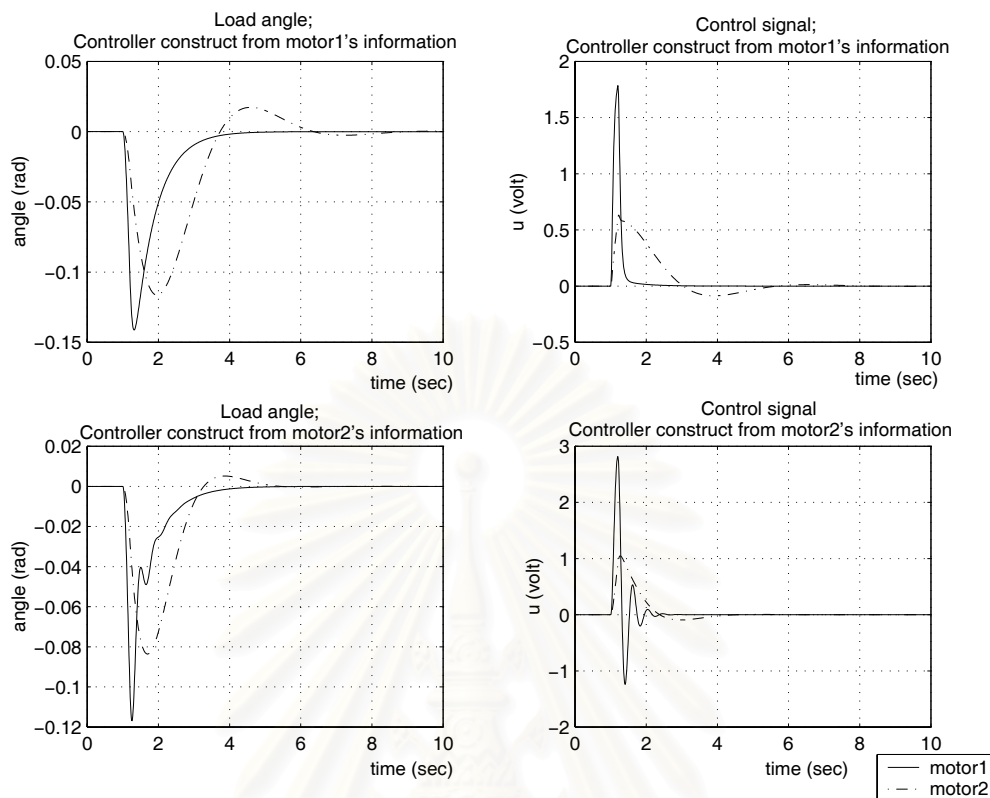 Load angle;
Controller construct from motor1's information
0.05
0
−0.05
−0.1
−0.15
angle (rad)
0 2 4 6 8 10
time (sec)
Control signal;
Controller construct from motor1's information
2
1.5
1
0.5
0
−0.5
u (volt)
0 2 4 6 8 10
time (sec)
Load angle;
Controller construct from motor2's information
0.02
0
−0.02
−0.04
−0.06
−0.08
−0.1
−0.12
angle (rad)
0 2 4 6 8 10
time (sec)
Control signal
Controller construct from motor2's information
3
2
1
0
−1
−2
u (volt)
0 2 4 6 8 10
time (sec)
motor1
motor2